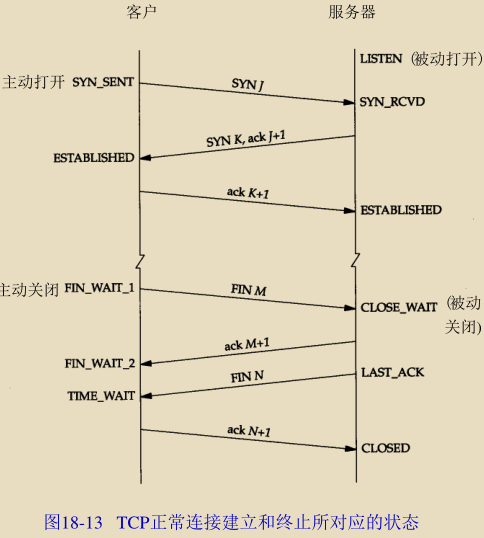 客户 服务器
LISTEN (被动打开)
主动打开 SYN_SENT
SYN J
SYN_RCVD
SYN K, ack J+1
ESTABLISHED
ack K+1
ESTABLISHED
主动关闭 FIN_WAIT_1
FIN M
CLOSE_WAIT (被动
关闭)
ack M+1
FIN_WAIT_2
FIN N
LAST_ACK
TIME_WAIT
ack N+1
CLOSED
图18-13 TCP正常连接建立和终止所对应的状态